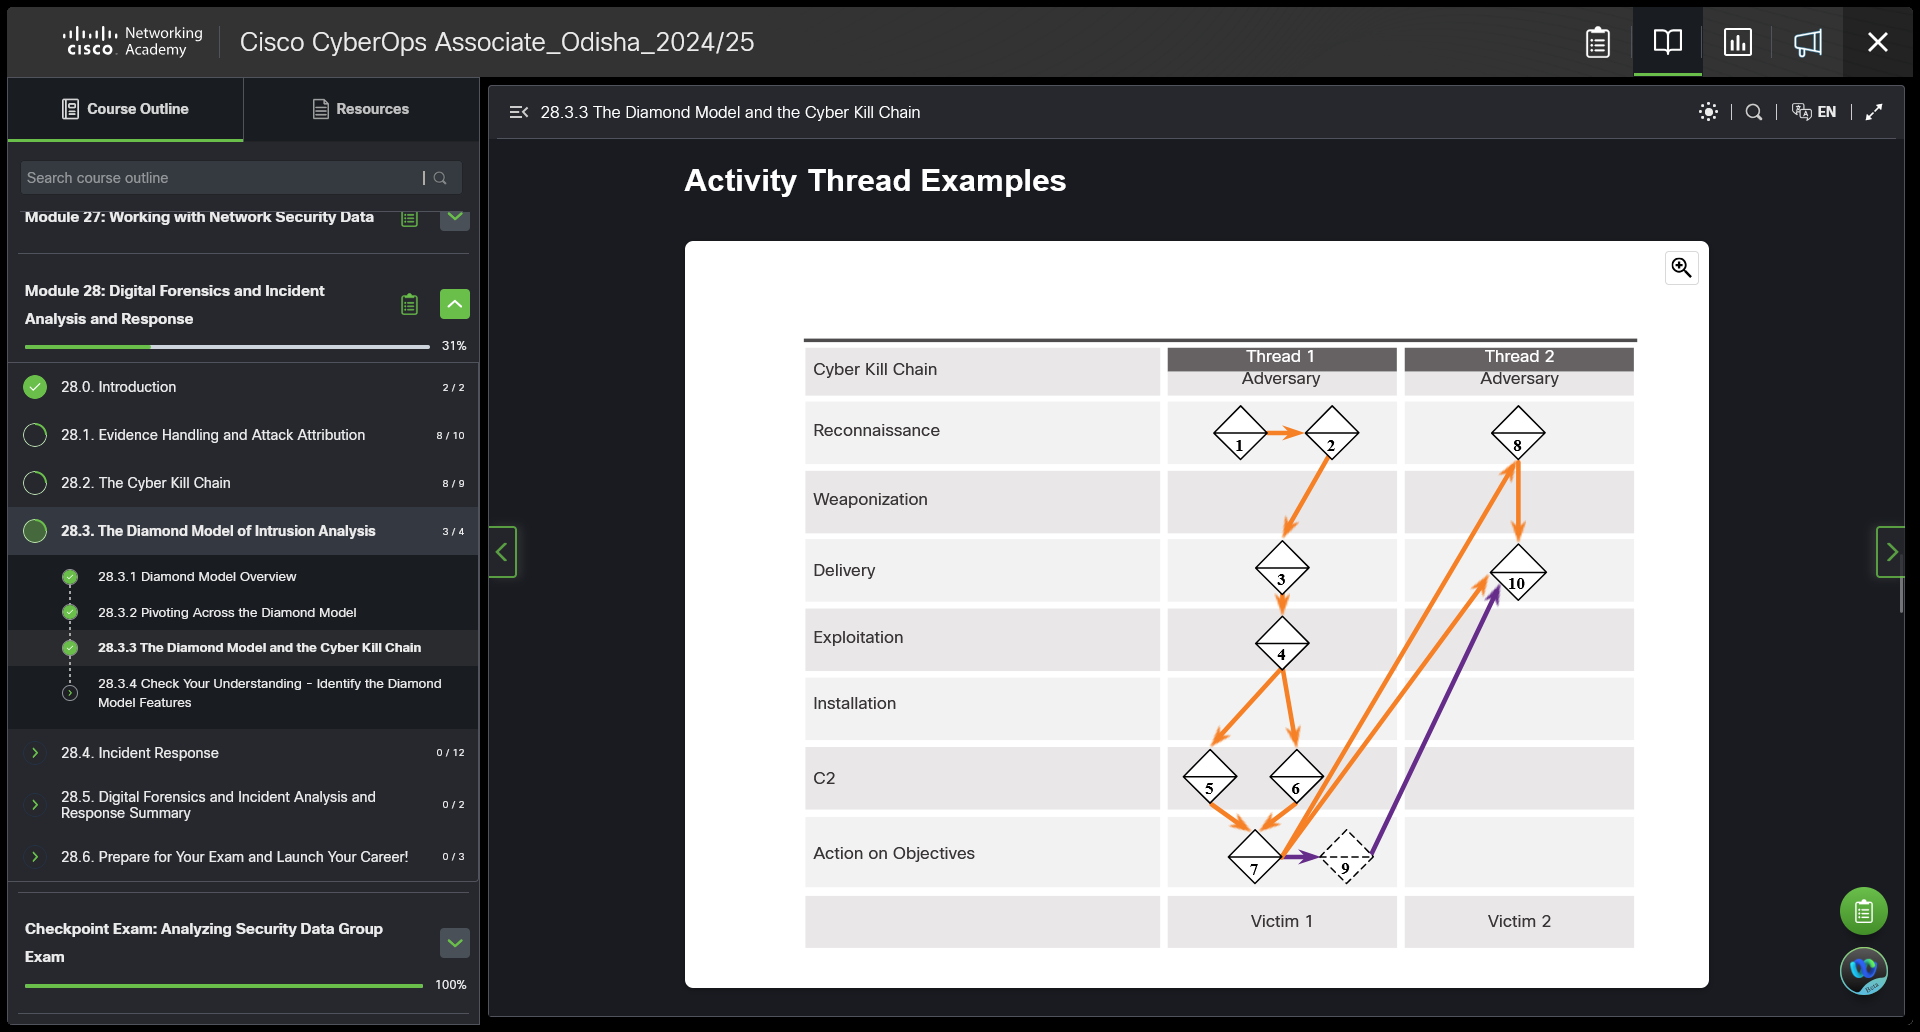 Networking
CISCO Academy
Cisco CyberOps Associate_Odisha_2024/25
Course Outline
Resources
Search course outline
Module 27: Working with Network Security Data
Module 28: Digital Forensics and Incident
Analysis and Response
31%
28.0. Introduction
2 / 2
28.1. Evidence Handling and Attack Attribution
8 / 10
28.2. The Cyber Kill Chain
8 / 9
28.3. The Diamond Model of Intrusion Analysis
3 / 4
28.3.1 Diamond Model Overview
28.3.2 Pivoting Across the Diamond Model
28.3.3 The Diamond Model and the Cyber Kill Chain
28.3.4 Check Your Understanding - Identify the Diamond
Model Features
28.4. Incident Response
0 / 12
28.5. Digital Forensics and Incident Analysis and
Response Summary
0 / 2
28.6. Prepare for Your Exam and Launch Your Career!
0 / 3
Checkpoint Exam: Analyzing Security Data Group
Exam
100%
28.3.3 The Diamond Model and the Cyber Kill Chain
EN
Activity Thread Examples
Cyber Kill Chain
Thread 1
Adversary
Thread 2
Adversary
Reconnaissance
1
2
8
Weaponization
Delivery
3
10
Exploitation
4
Installation
C2
5
6
Action on Objectives
7
9
Victim 1
Victim 2
Beta